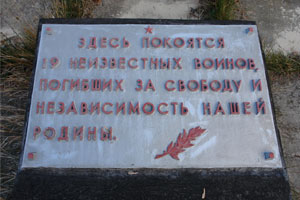 ЗДЕСЬ ПОКОЯТСЯ
19 НЕИЗВЕСТНЫХ ВОИНОВ,
ПОГИБШИХ ЗА СВОБОДУ И
НЕЗАВИСИМОСТЬ НАШЕЙ
РОДИНЫ.